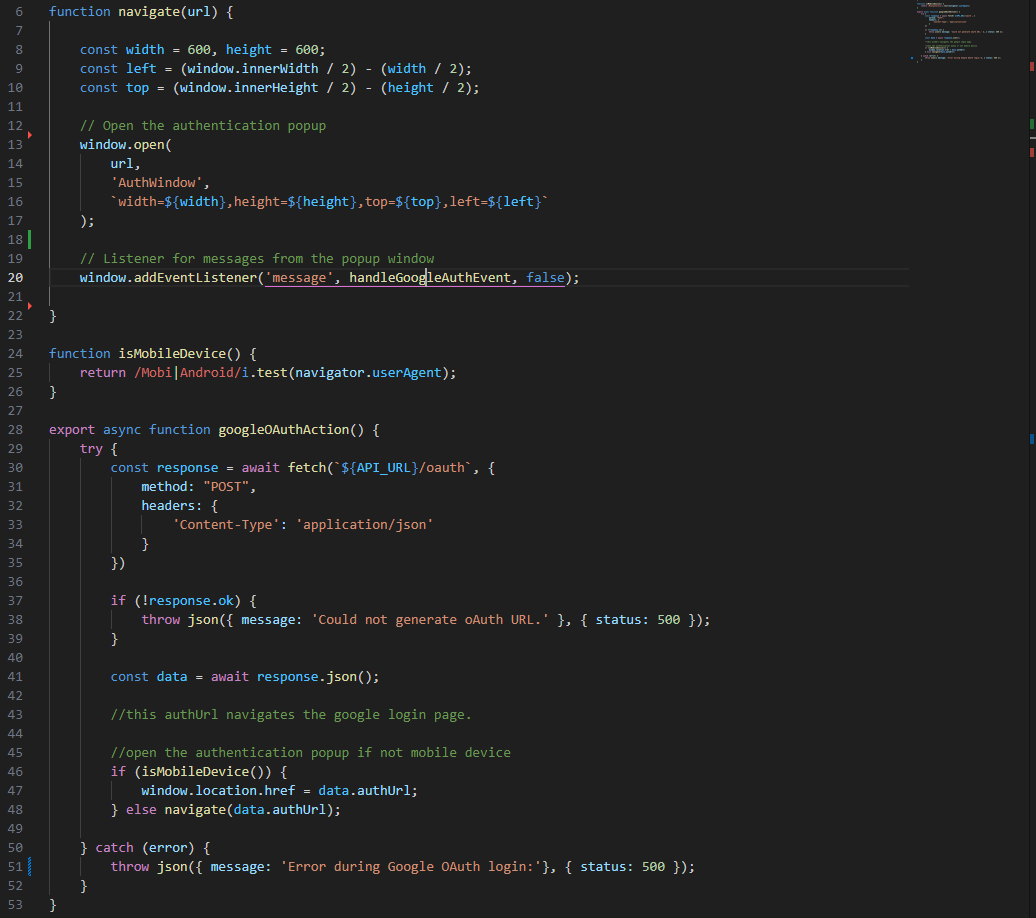 6 function navigate(url) {
7
8     const width = 600, height = 600;
9     const left = (window.innerWidth / 2) - (width / 2);
10     const top = (window.innerHeight / 2) - (height / 2);
11
12     // Open the authentication popup
13     window.open(
14         url,
15         'AuthWindow',
16         `width=${width},height=${height},top=${top},left=${left}`
17     );
18
19     // Listener for messages from the popup window
20     window.addEventListener('message', handleGoogleAuthEvent, false);
21
22 }
23
24 function isMobileDevice() {
25     return /Mobi|Android/i.test(navigator.userAgent);
26 }
27
28 export async function googleOAuthAction() {
29     try {
30         const response = await fetch(`${API_URL}/oauth`, {
31             method: "POST",
32             headers: {
33                 'Content-Type': 'application/json'
34             }
35         })
36
37         if (!response.ok) {
38             throw json({ message: 'Could not generate oAuth URL.' }, { status: 500 });
39         }
40
41         const data = await response.json();
42
43         //this authUrl navigates the google login page.
44
45         //open the authentication popup if not mobile device
46         if (isMobileDevice()) {
47             window.location.href = data.authUrl;
48         } else navigate(data.authUrl);
49
50     } catch (error) {
51         throw json({ message: 'Error during Google OAuth login:'}, { status: 500 });
52     }
53 }